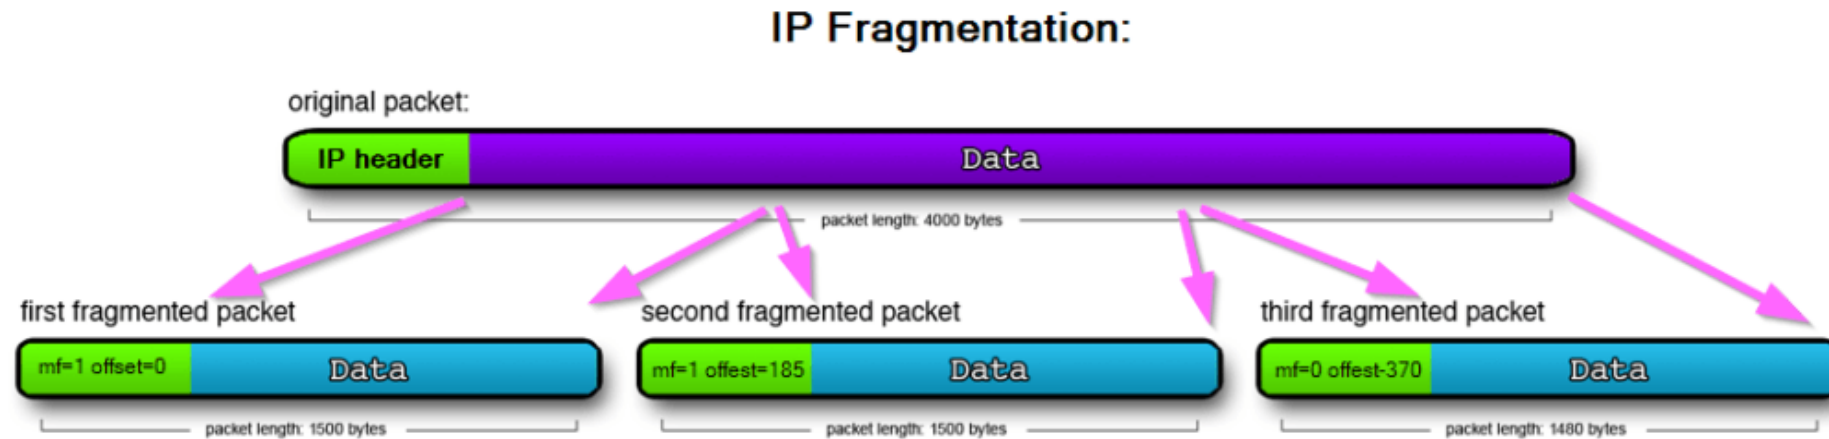 IP Fragmentation:
original packet:
IP header
Data
packet length: 4000 bytes
first fragmented packet
second fragmented packet
third fragmented packet
mf=1 offset=0
Data
mf=1 offest=185
Data
mf=0 offest-370
Data
packet length: 1500 bytes
packet length: 1500 bytes
packet length: 1480 bytes